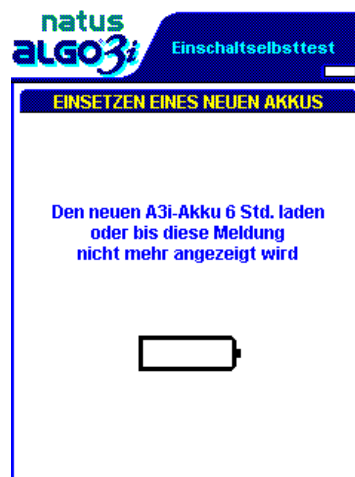 natus
ALGO3i
Einschaltselbsttest
EINSETZEN EINES NEUEN AKKUS
Den neuen A3i-Akku 6 Std. laden
oder bis diese Meldung
nicht mehr angezeigt wird